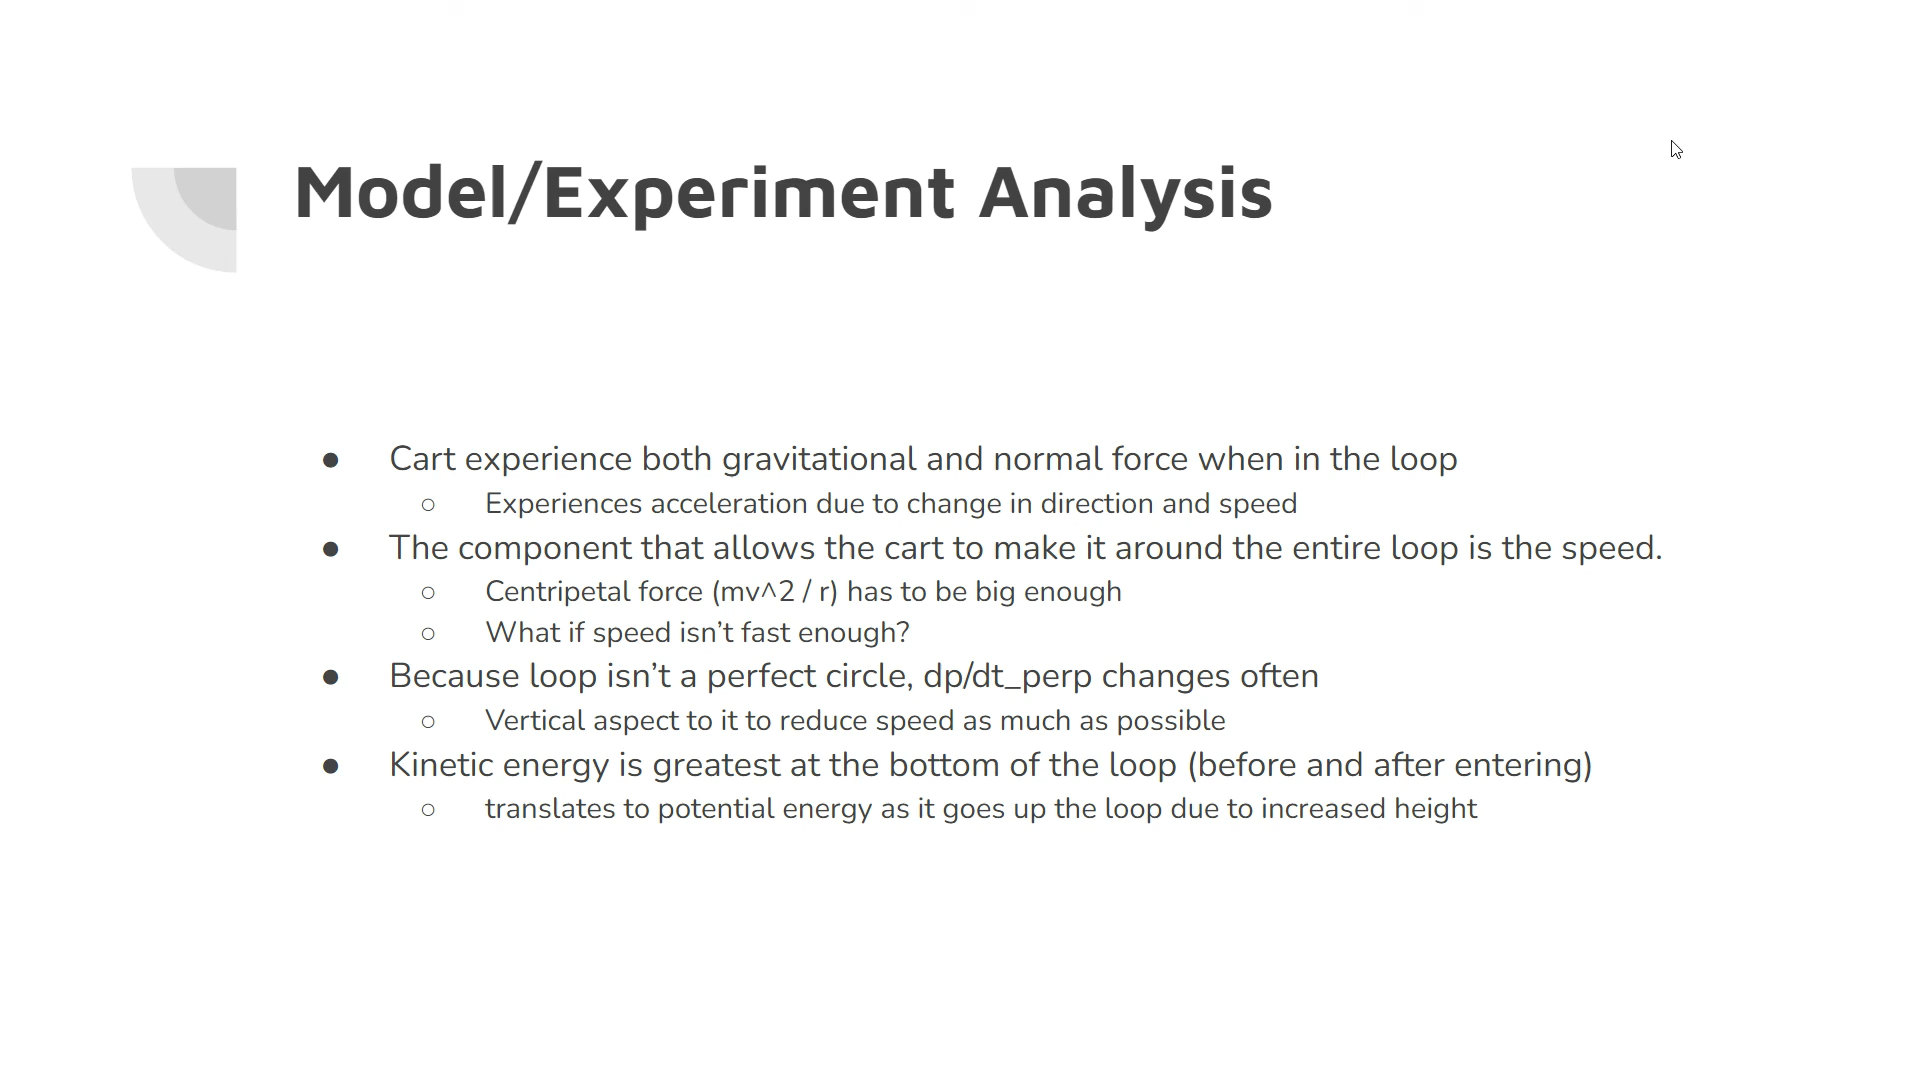 Model/Experiment Analysis
● Cart experience both gravitational and normal force when in the loop
○ Experiences acceleration due to change in direction and speed
● The component that allows the cart to make it around the entire loop is the speed.
○ Centripetal force (mv^2 / r) has to be big enough
○ What if speed isn’t fast enough?
● Because loop isn’t a perfect circle, dp/dt_perp changes often
○ Vertical aspect to it to reduce speed as much as possible
● Kinetic energy is greatest at the bottom of the loop (before and after entering)
○ translates to potential energy as it goes up the loop due to increased height